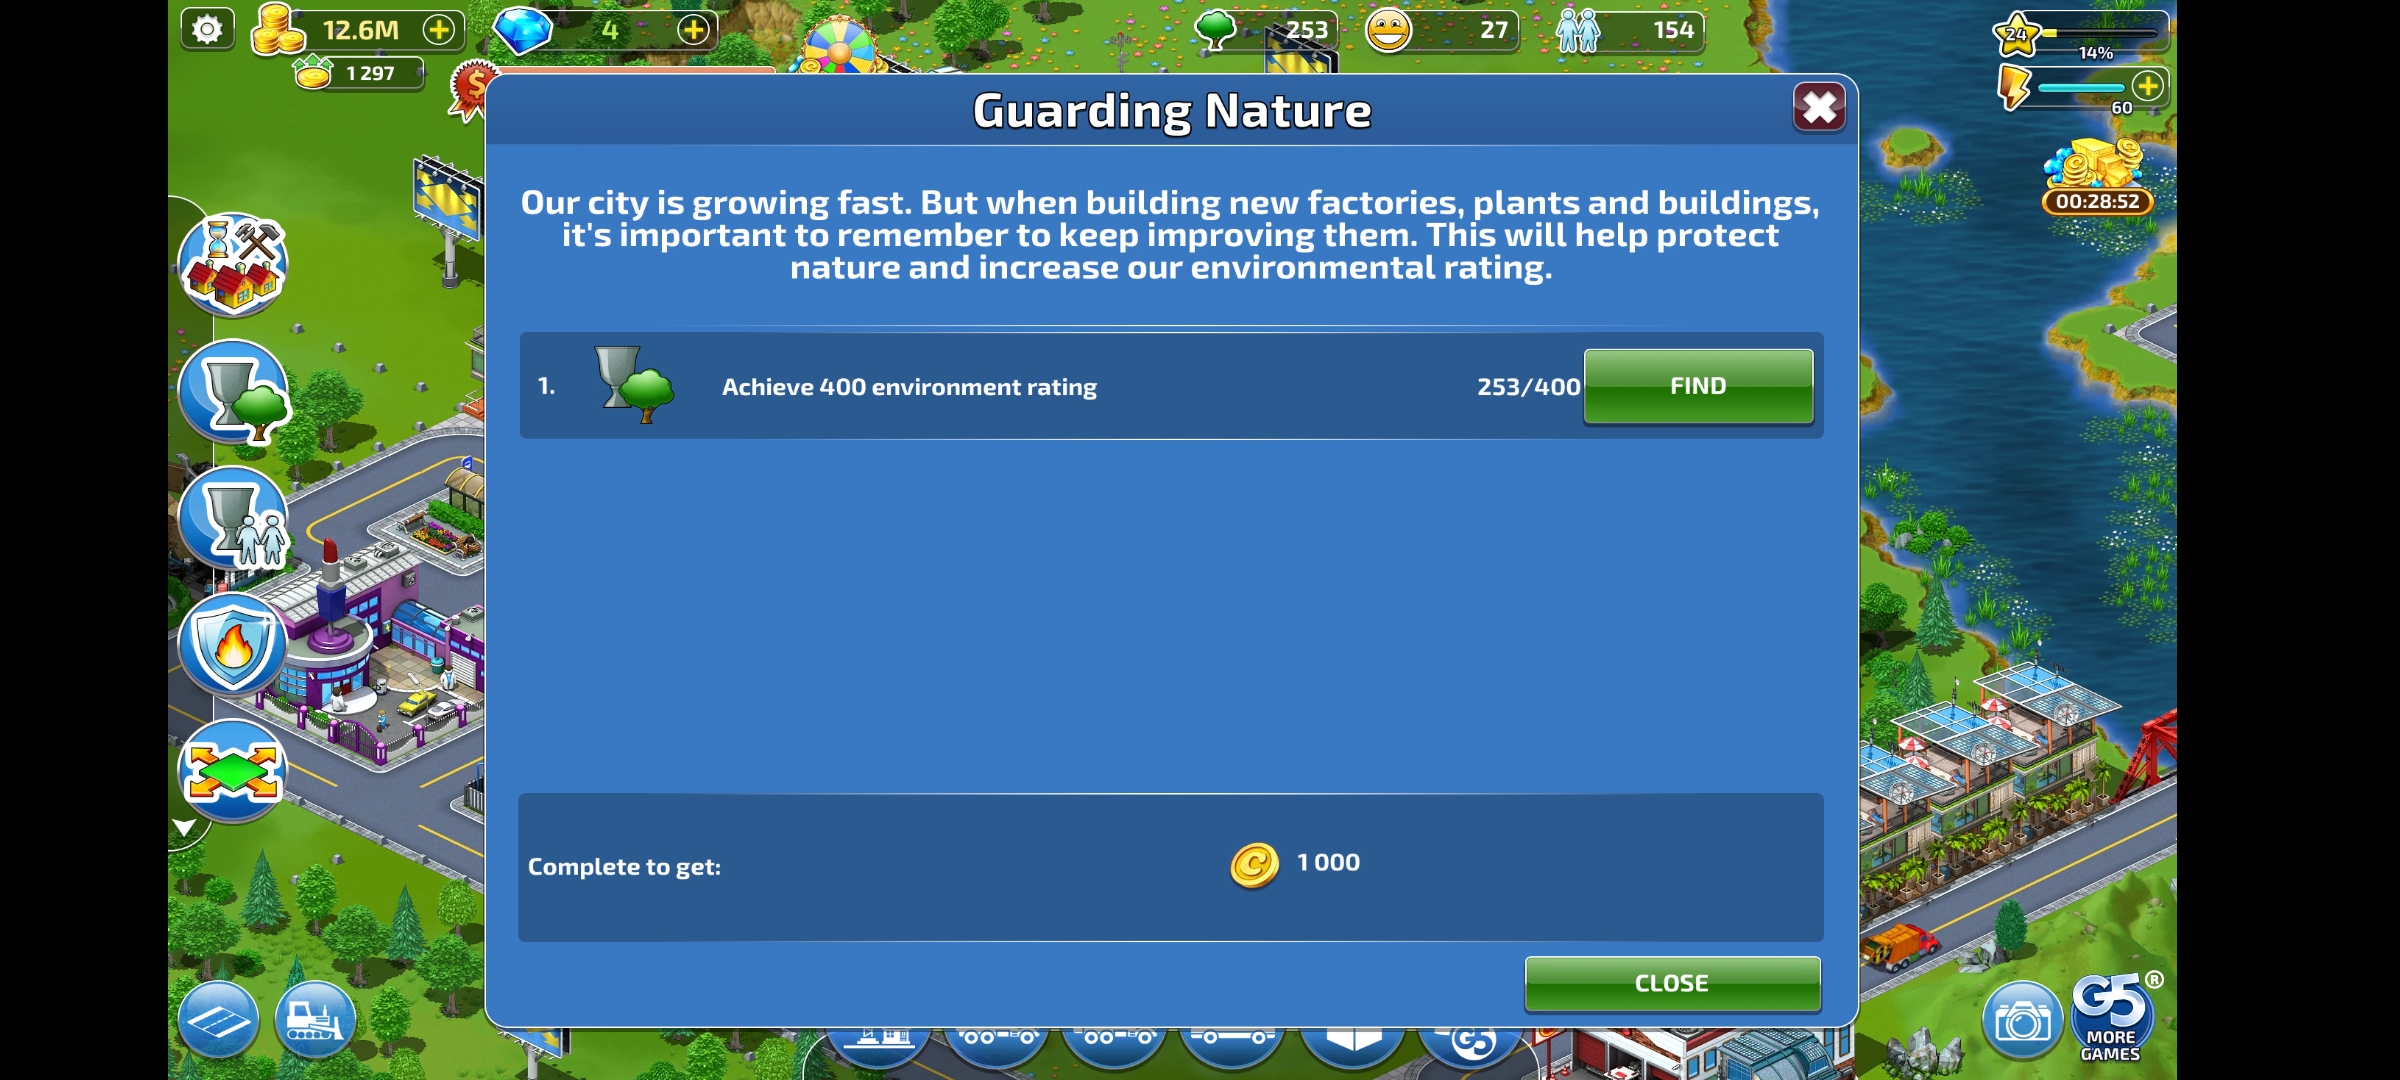 12.6M
4
253
27
154
24
14%
1 297
60
00:28:52
Guarding Nature
Our city is growing fast. But when building new factories, plants and buildings,
it's important to remember to keep improving them. This will help protect
nature and increase our environmental rating.
1.
Achieve 400 environment rating
253/400
FIND
Complete to get:
1 000
CLOSE
G5
G5®
MORE
GAMES